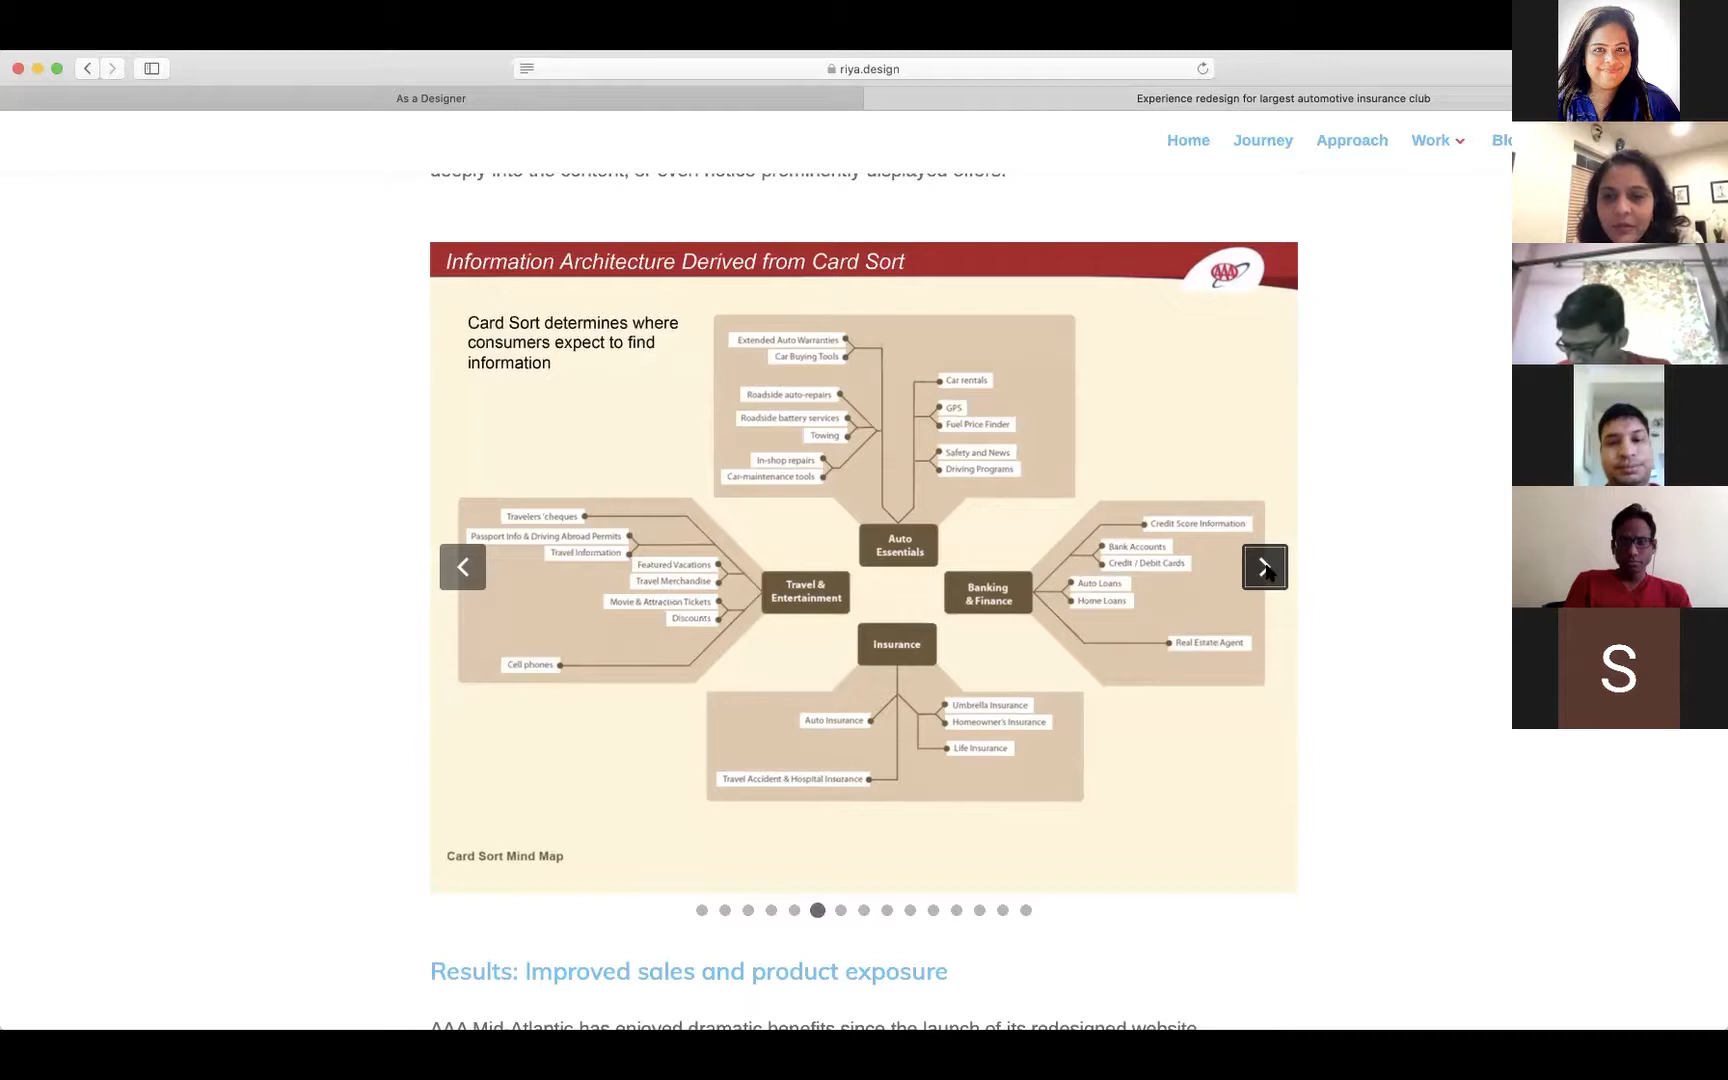 riya.design
As a Designer
Experience redesign for largest automotive insurance club
Home Journey Approach Work Blo
deeply into the content, or even notice prominently displayed offers.
Information Architecture Derived from Card Sort
AAA
Card Sort determines where
consumers expect to find
information
Extended Auto Warranties
Car Buying Tools
Roadside auto-repairs
Roadside battery services
Towing
In-shop repairs
Car-maintenance tools
Car rentals
GPS
Fuel Price Finder
Safety and News
Driving Programs
Auto
Essentials
Travelers 'cheques
Passport Info & Driving Abroad Permits
Travel Information
Featured Vacations
Travel Merchandise
Movie & Attraction Tickets
Discounts
Cell phones
Travel &
Entertainment
Banking
& Finance
Credit Score Information
Bank Accounts
Credit / Debit Cards
Auto Loans
Home Loans
Real Estate Agent
Insurance
Auto Insurance
Travel Accident & Hospital Insurance
Umbrella Insurance
Homeowner's Insurance
Life Insurance
Card Sort Mind Map
Results: Improved sales and product exposure
AAA Mid-Atlantic has enjoyed dramatic benefits since the launch of its redesigned website
S